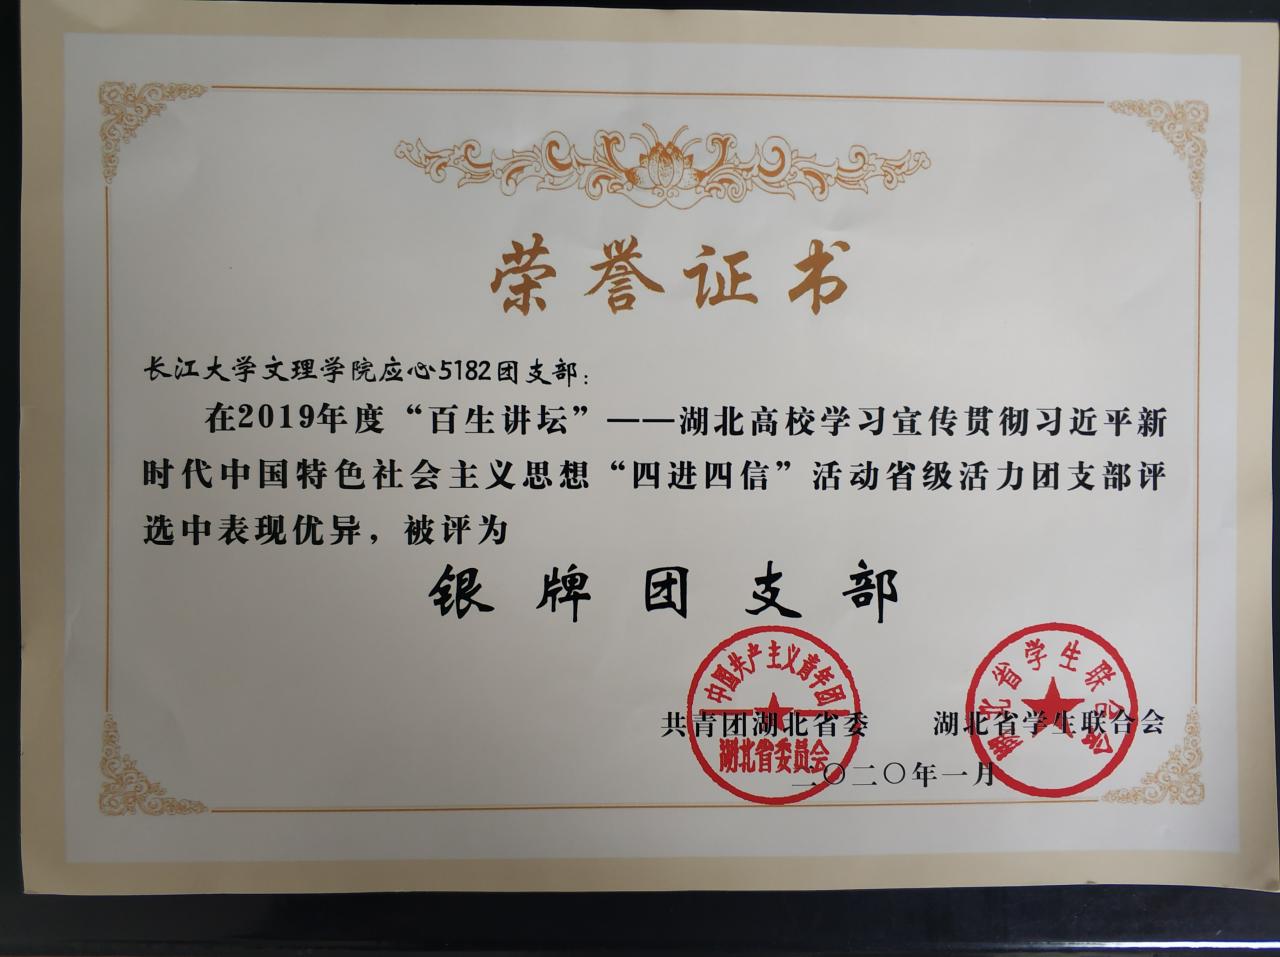 荣誉证书
长江大学文理学院应心5182团支部：
在2019年度“百生讲坛”——湖北高校学习宣传贯彻习近平新
时代中国特色社会主义思想“四进四信”活动省级活力团支部评
选中表现优异，被评为
银牌团支部
中国共产主义青年团
湖北省委员会
湖北省学生联合会
共青团湖北省委 湖北省学生联合会
二〇二〇年一月